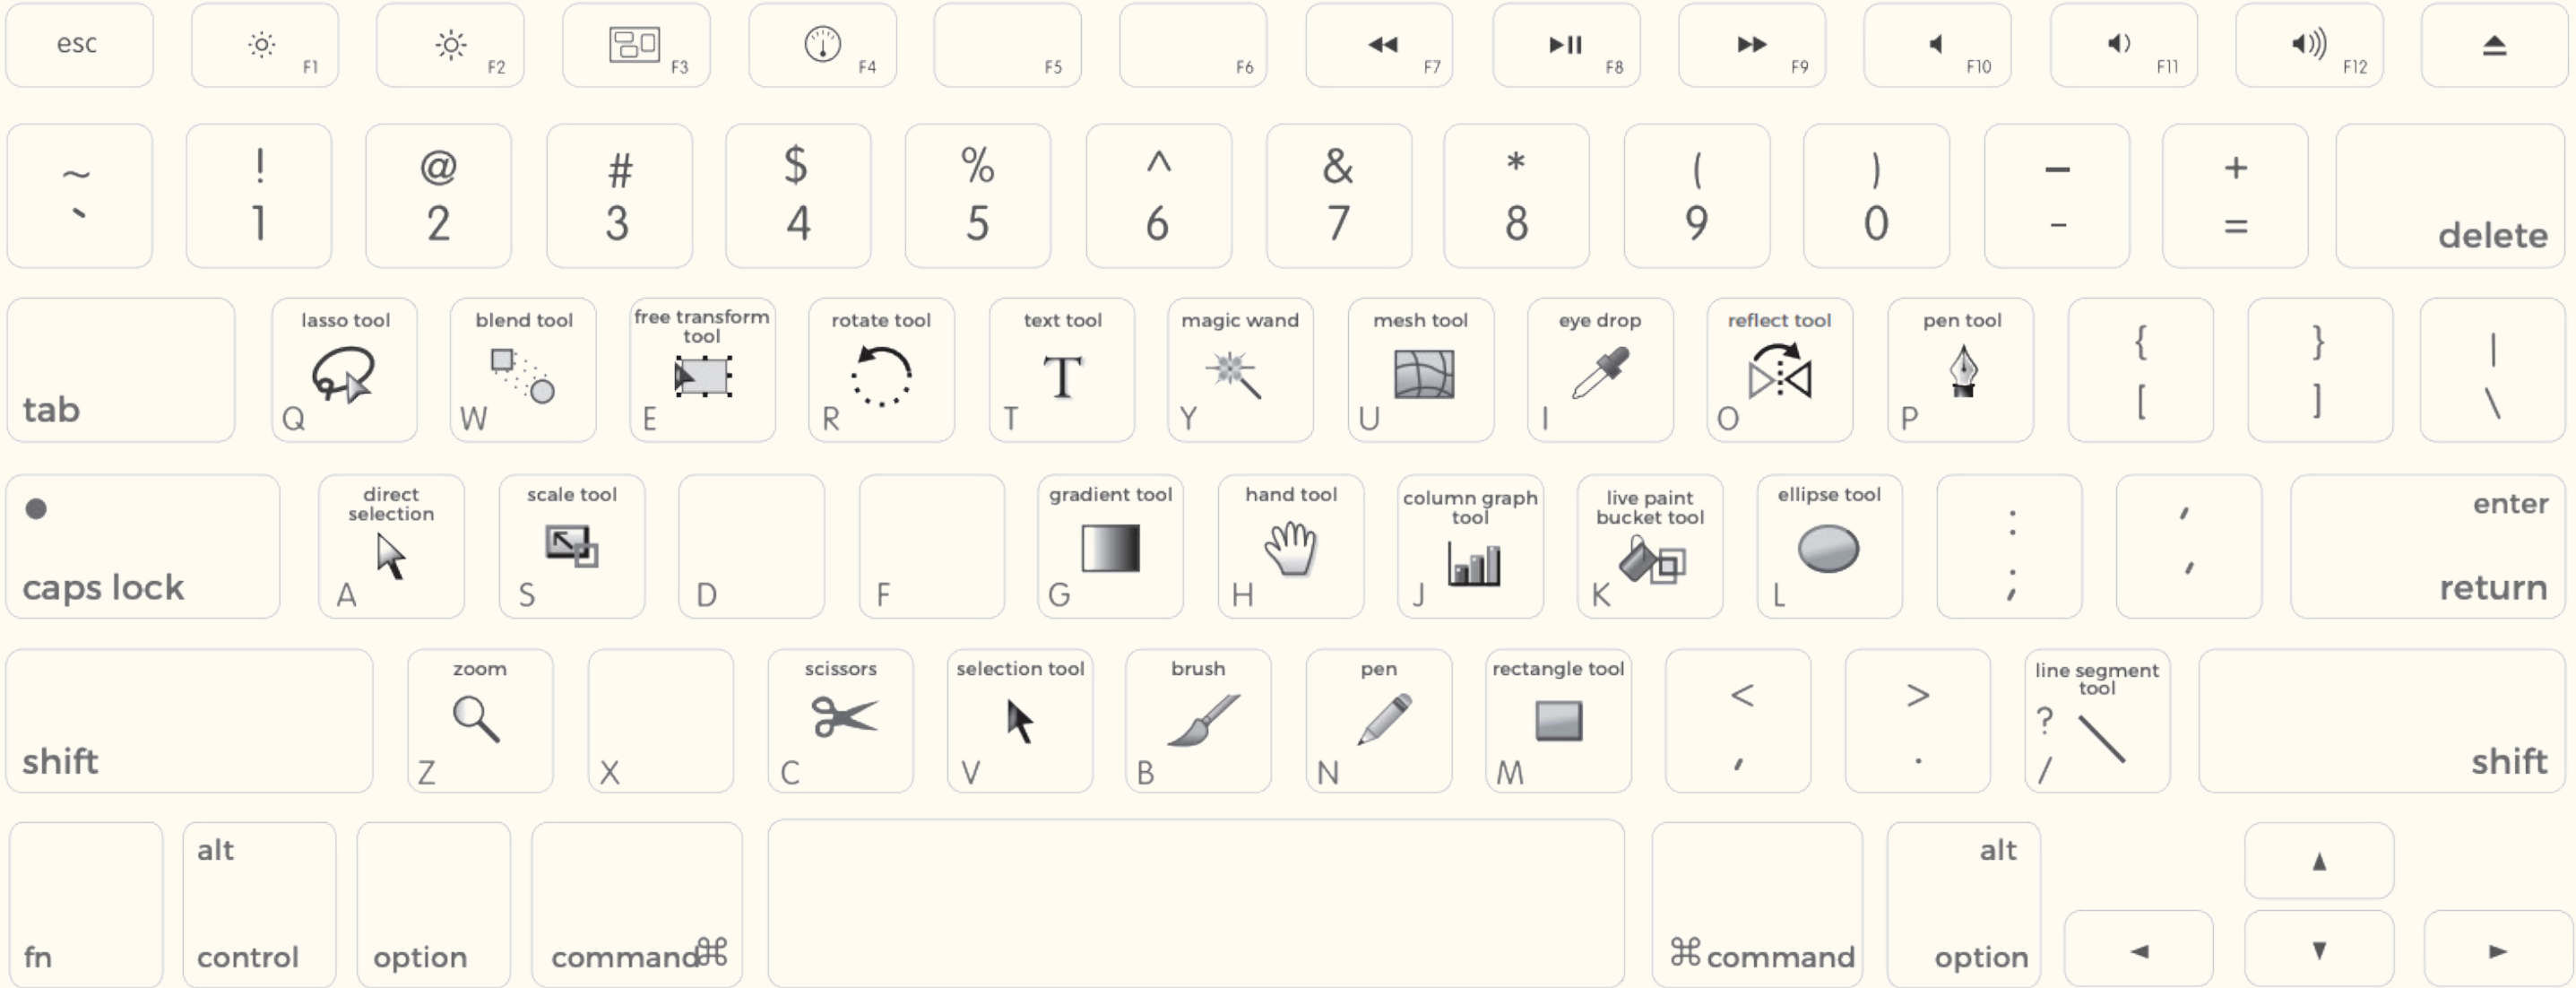 esc F1 F2 F3 F4 F5 F6 F7 F8 F9 F10 F11 F12
~ ! @ # $ % ^ & * ( ) — +
` 1 2 3 4 5 6 7 8 9 0 - = delete
lasso tool blend tool free transform tool rotate tool text tool magic wand mesh tool eye drop reflect tool pen tool { } |
tab Q W E R T Y U I O P [ ] \
direct selection scale tool gradient tool hand tool column graph tool live paint bucket tool ellipse tool : ′ enter
caps lock A S D F G H J K L ; ′ return
zoom scissors selection tool brush pen rectangle tool < > line segment tool ?
shift Z X C V B N M , . / shift
alt alt
fn control option command ⌘ ⌘ command option